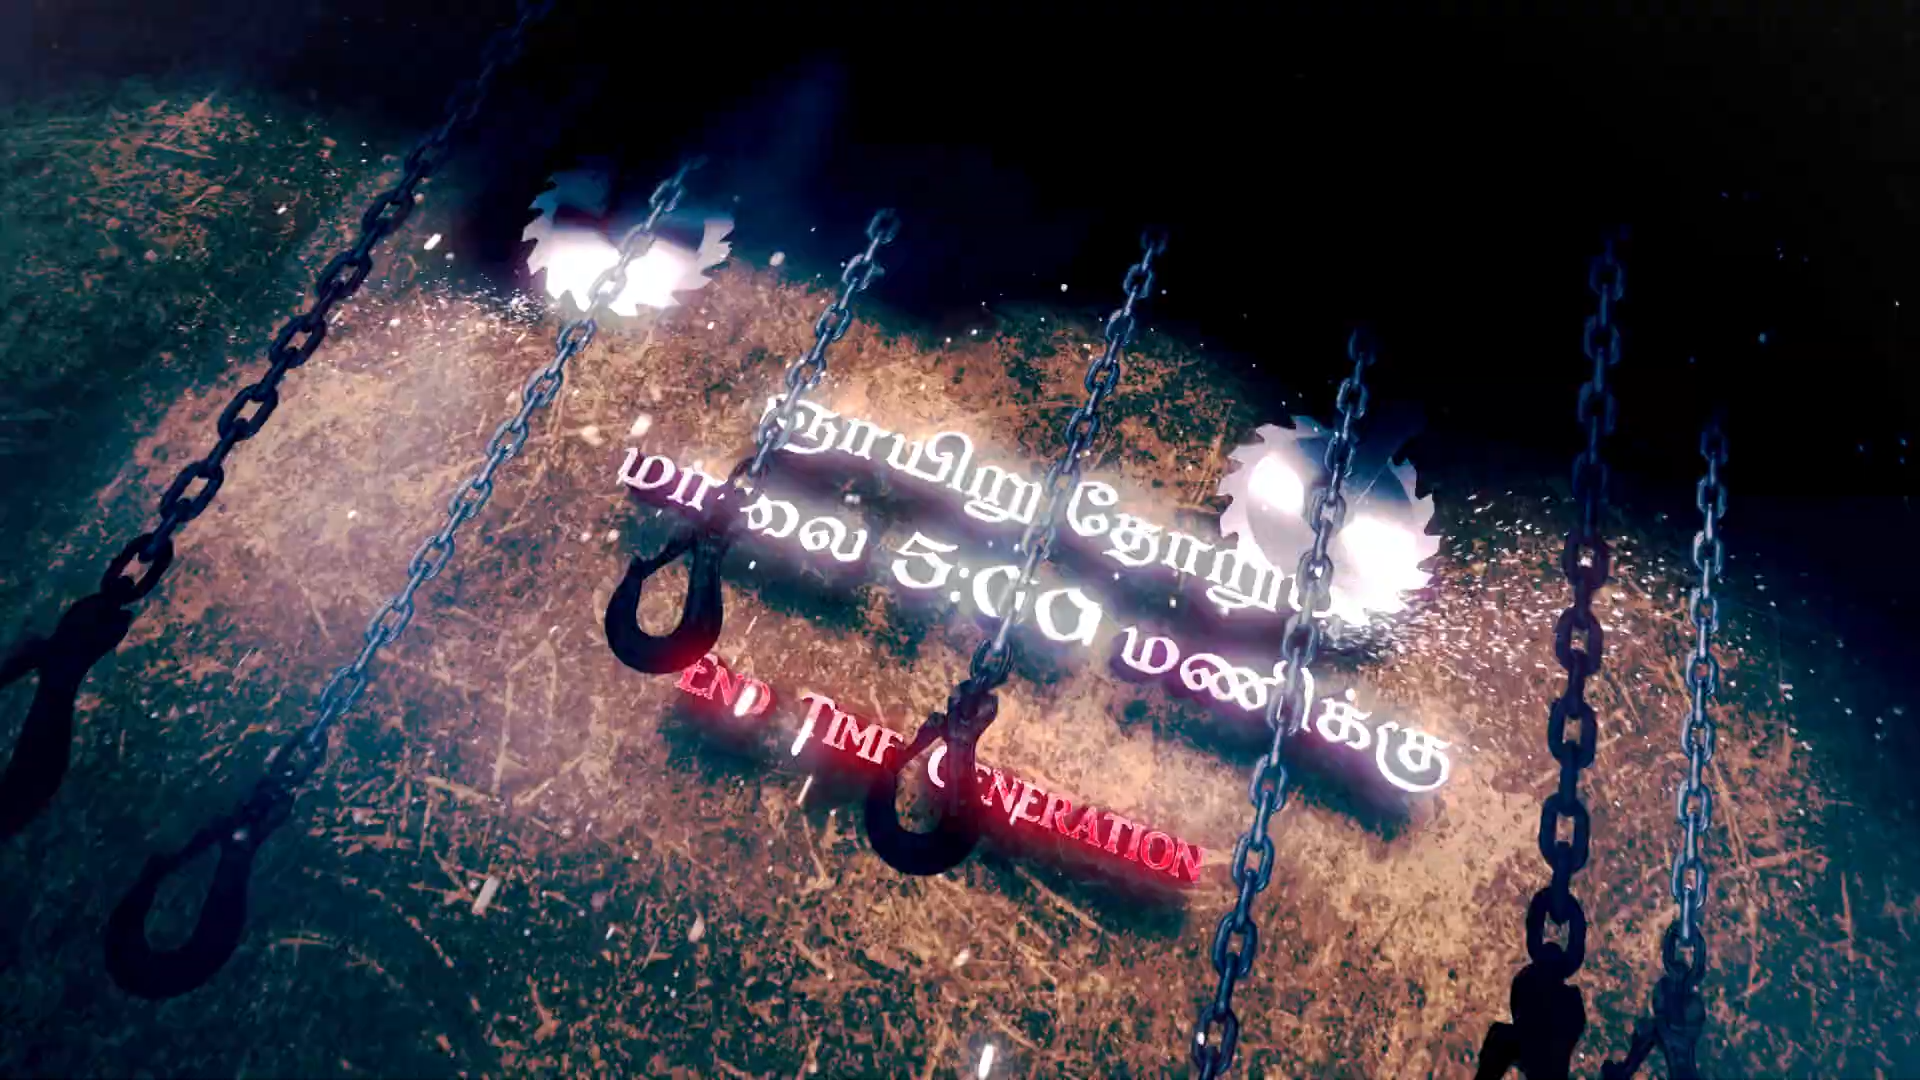 ஞாயிறு தோறும்
மாலை 5:00 மணிக்கு
END TIME GENERATION